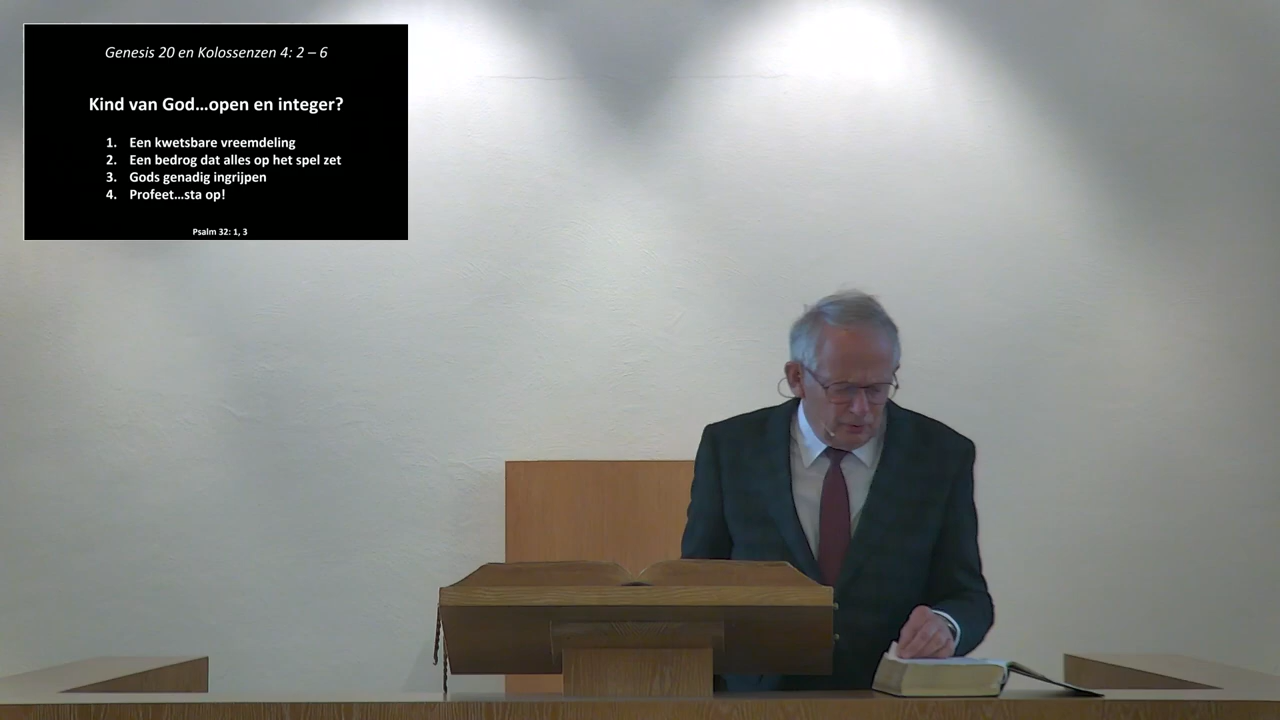 Genesis 20 en Kolossenzen 4: 2 – 6
Kind van God...open en integer?
1. Een kwetsbare vreemdeling
2. Een bedrog dat alles op het spel zet
3. Gods genadig ingrijpen
4. Profeet...sta op!
Psalm 32: 1, 3